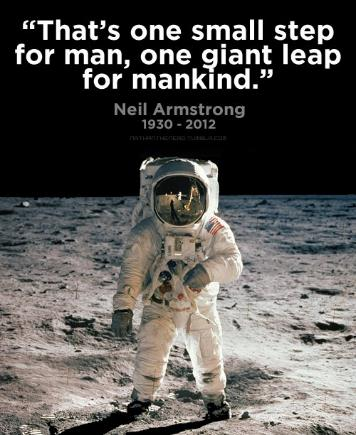 “That’s one small step
for man, one giant leap
for mankind.”
Neil Armstrong
1930 - 2012